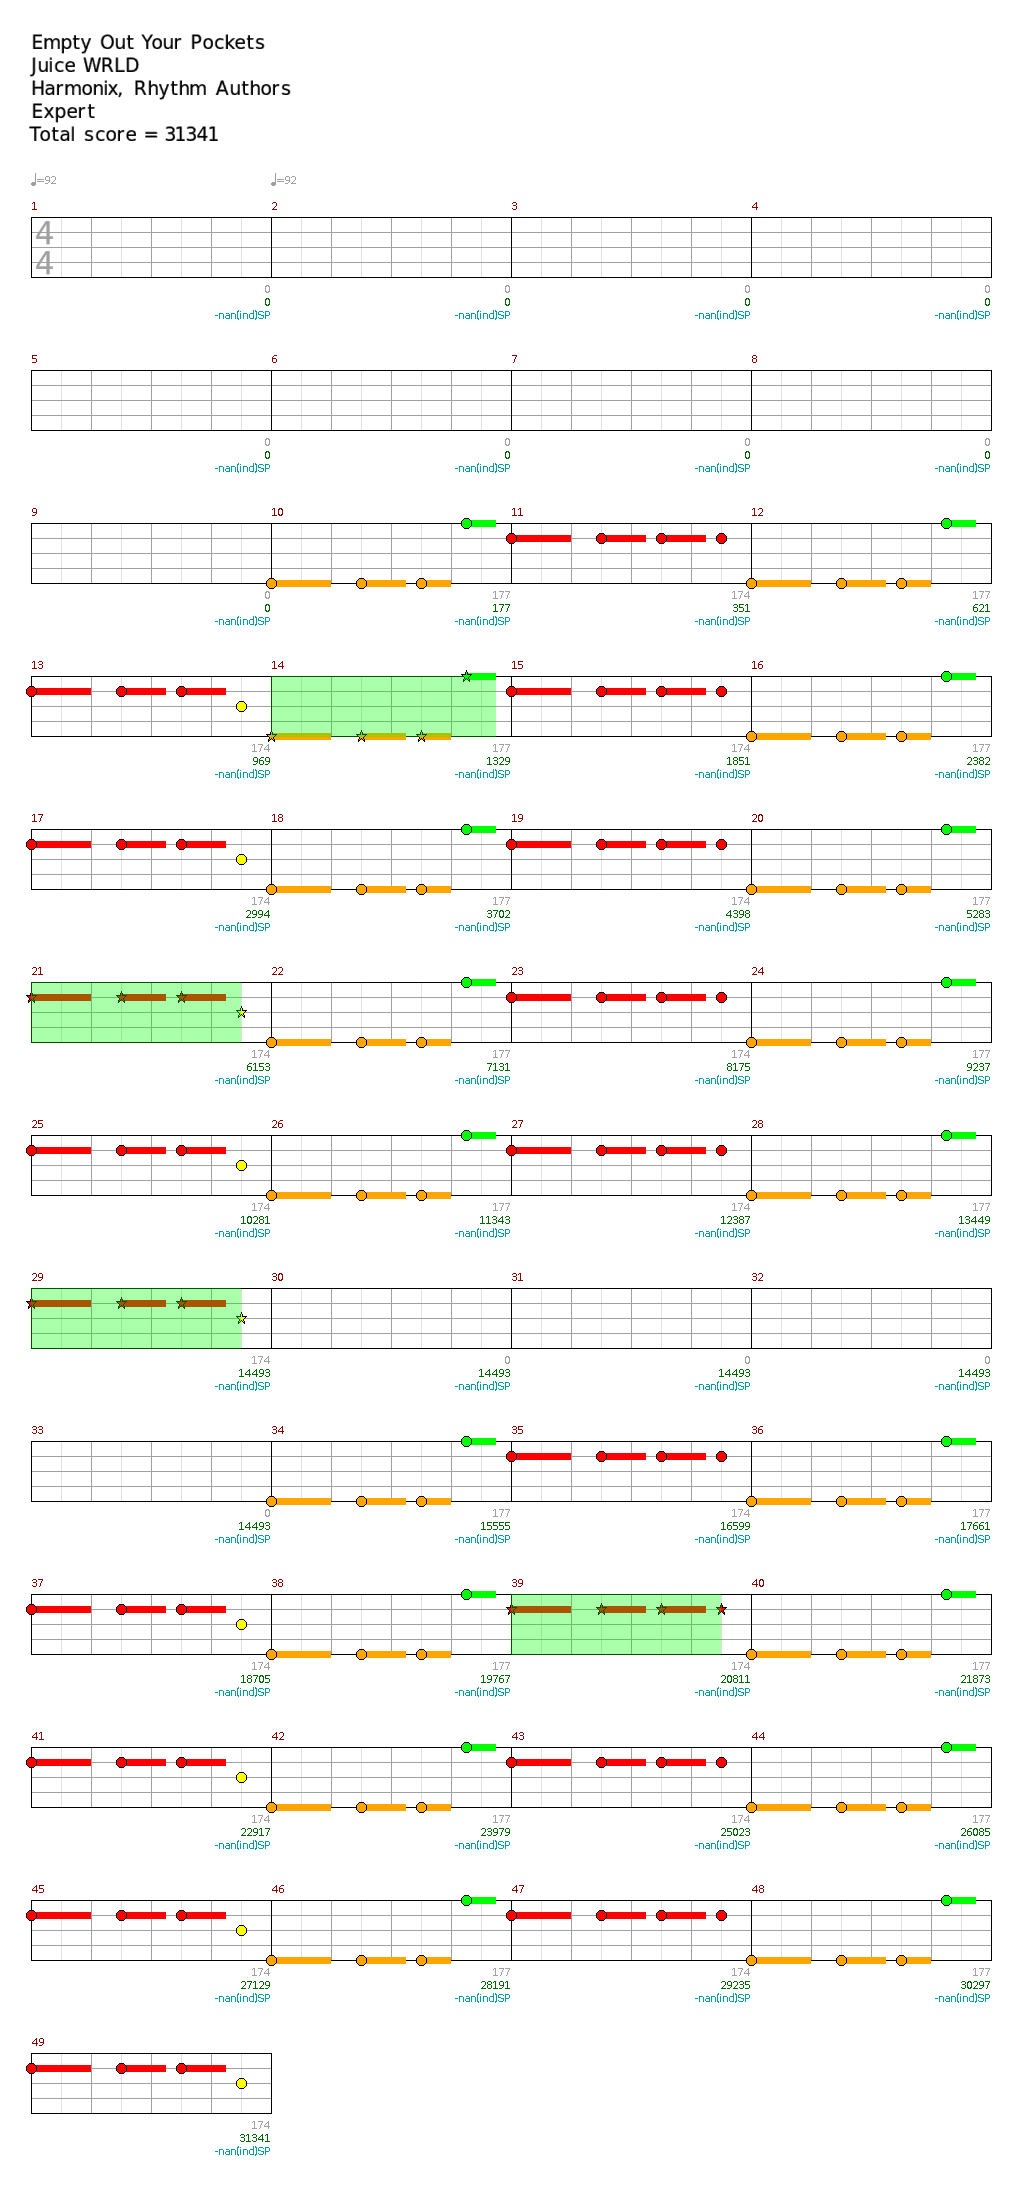 Empty Out Your Pockets
Juice WRLD
Harmonix, Rhythm Authors
Expert
Total score = 31341
♩=92 ♩=92
1 2 3 4
4
4
0 0 0 0
0 0 0 0
-nan(ind)SP -nan(ind)SP -nan(ind)SP -nan(ind)SP
5 6 7 8
0 0 0 0
0 0 0 0
-nan(ind)SP -nan(ind)SP -nan(ind)SP -nan(ind)SP
9 10 11 12
0 177 174 177
0 177 351 621
-nan(ind)SP -nan(ind)SP -nan(ind)SP -nan(ind)SP
13 14 15 16
174 177 174 177
969 1329 1851 2382
-nan(ind)SP -nan(ind)SP -nan(ind)SP -nan(ind)SP
17 18 19 20
174 177 174 177
2994 3702 4398 5283
-nan(ind)SP -nan(ind)SP -nan(ind)SP -nan(ind)SP
21 22 23 24
174 177 174 177
6153 7131 8175 9237
-nan(ind)SP -nan(ind)SP -nan(ind)SP -nan(ind)SP
25 26 27 28
174 177 174 177
10281 11343 12387 13449
-nan(ind)SP -nan(ind)SP -nan(ind)SP -nan(ind)SP
29 30 31 32
174 0 0 0
14493 14493 14493 14493
-nan(ind)SP -nan(ind)SP -nan(ind)SP -nan(ind)SP
33 34 35 36
0 177 174 177
14493 15555 16599 17661
-nan(ind)SP -nan(ind)SP -nan(ind)SP -nan(ind)SP
37 38 39 40
174 177 174 177
18705 19767 20811 21873
-nan(ind)SP -nan(ind)SP -nan(ind)SP -nan(ind)SP
41 42 43 44
174 177 174 177
22917 23979 25023 26085
-nan(ind)SP -nan(ind)SP -nan(ind)SP -nan(ind)SP
45 46 47 48
174 177 174 177
27129 28191 29235 30297
-nan(ind)SP -nan(ind)SP -nan(ind)SP -nan(ind)SP
49
174
31341
-nan(ind)SP